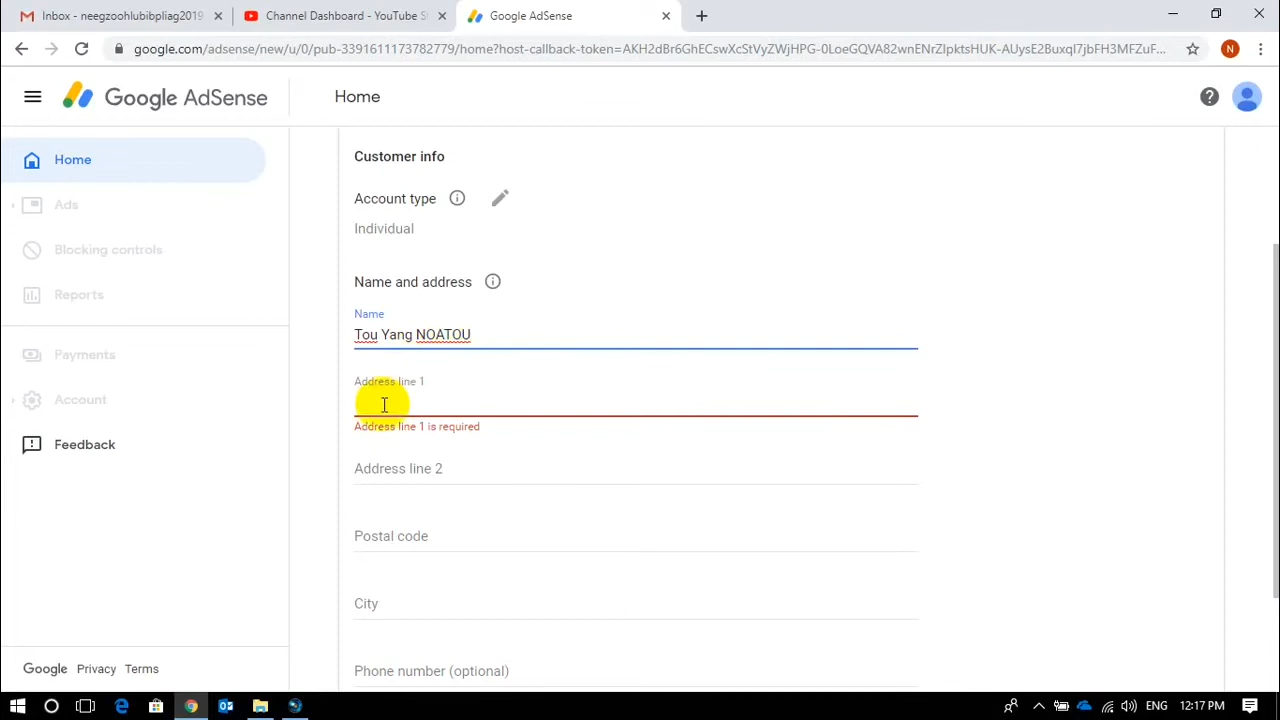 Inbox - neegzoohlubibpliag2019
Channel Dashboard - YouTube St
Google AdSense
google.com/adsense/new/u/0/pub-3391611173782779/home?host-callback-token=AKH2dBr6GhECswXcStVyZWjHPG-0LoeGQVA82wnENrZlpktsHUK-AUysE2BuxqI7jbFH3MFZuF...
N
Google AdSense
Home
Home
Ads
Blocking controls
Reports
Payments
Account
Feedback
Google Privacy Terms
Customer info
Account type
Individual
Name and address
Name
Tou Yang NOATOU
Address line 1
Address line 1 is required
Address line 2
Postal code
City
Phone number (optional)
ENG 12:17 PM